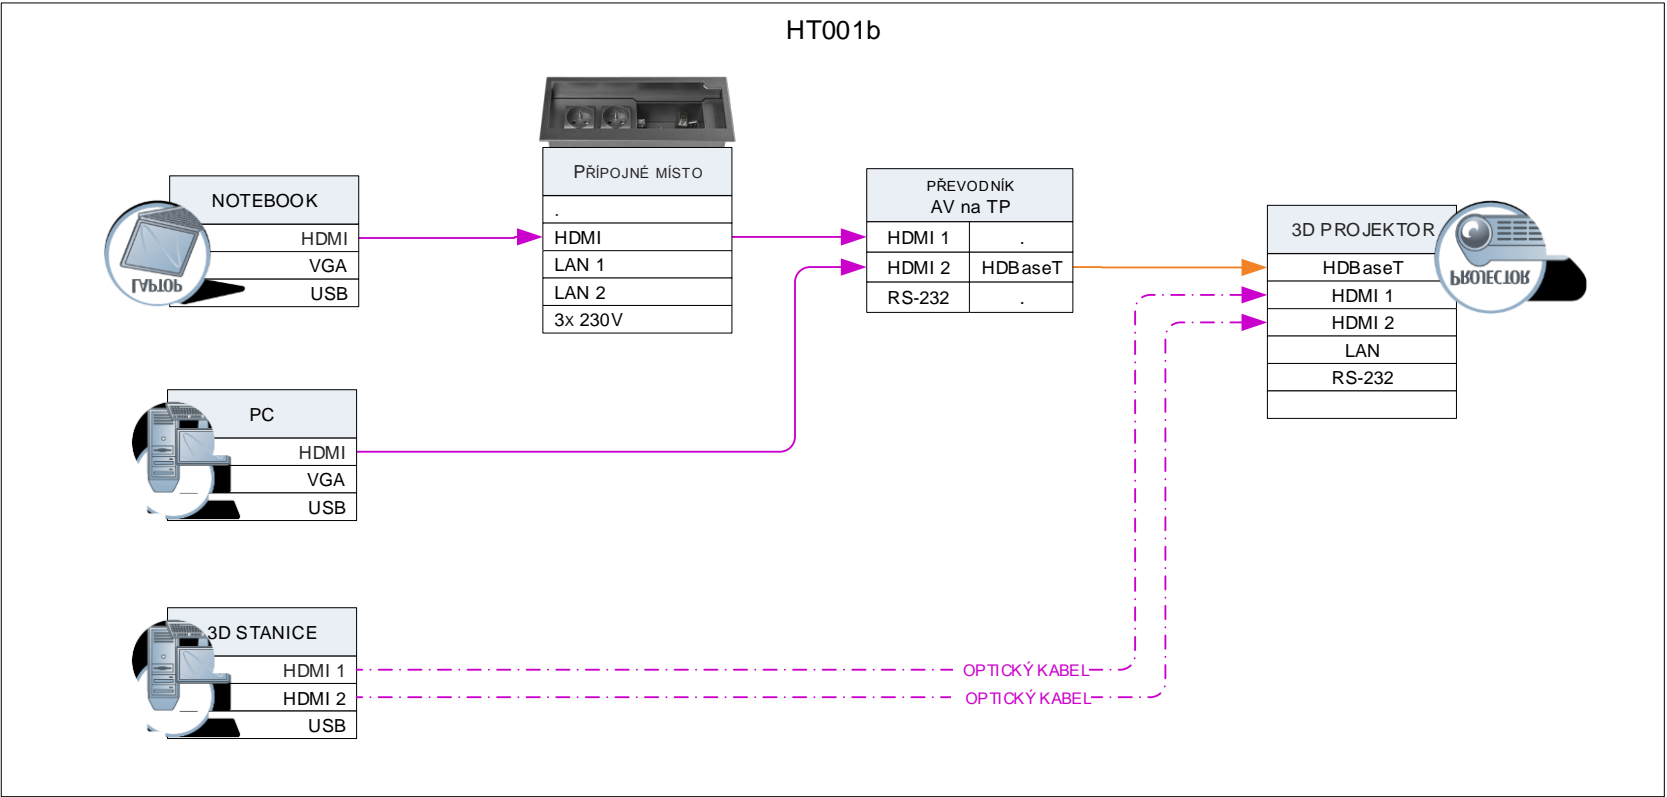 HT001b
PŘÍPOJNÉ MÍSTO
.
HDMI
LAN 1
LAN 2
3x 230V
NOTEBOOK
HDMI
VGA
USB
LAPTOP
PŘEVODNÍK
AV na TP
HDMI 1 .
HDMI 2 HDBaseT
RS-232 .
3D PROJEKTOR
HDBaseT
HDMI 1
HDMI 2
LAN
RS-232
PROJECTOR
PC
HDMI
VGA
USB
3D STANICE
HDMI 1
HDMI 2
USB
OPTICKÝ KABEL
OPTICKÝ KABEL